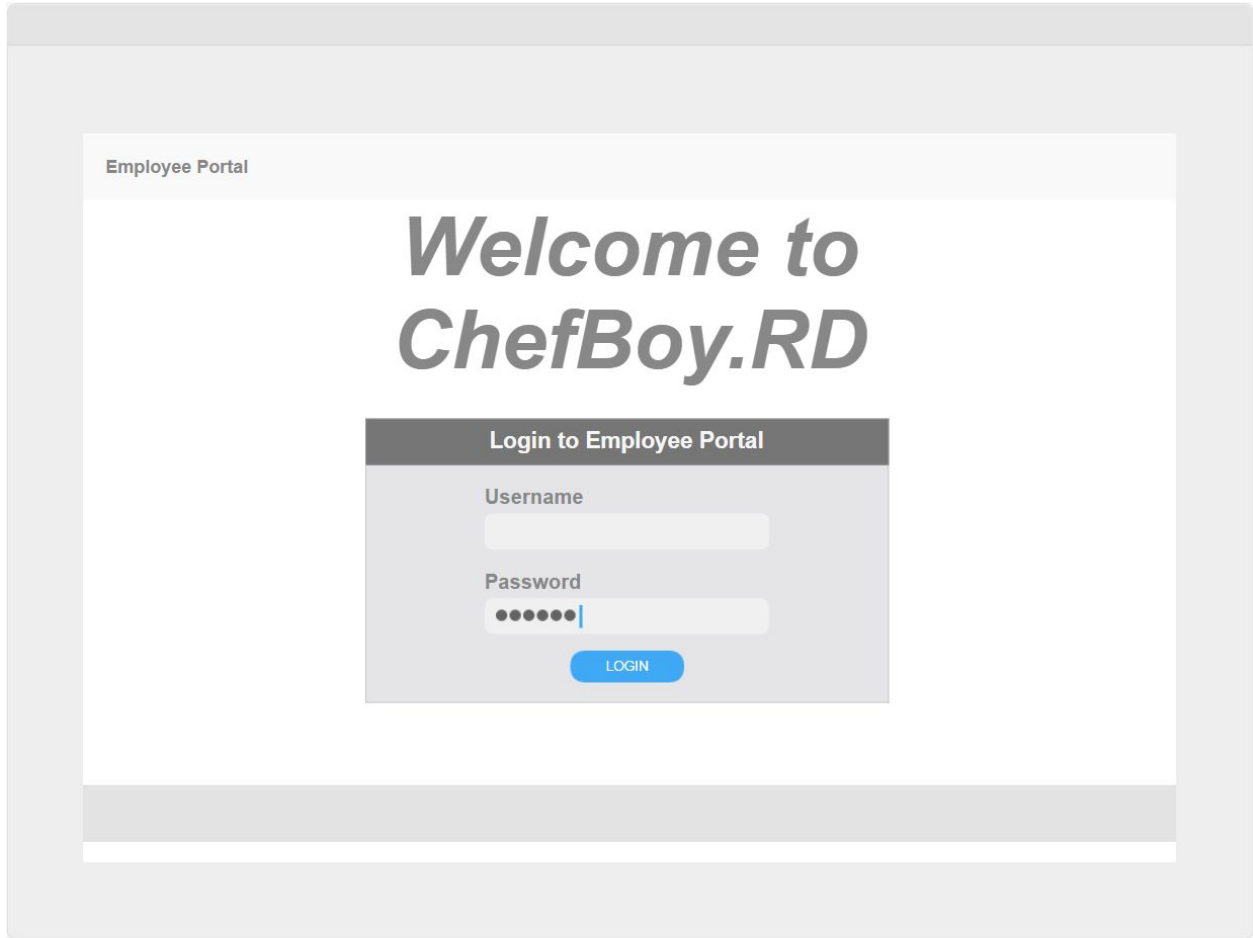 Employee Portal
Welcome to
ChefBoy.RD
Login to Employee Portal
Username
Password
●●●●●●
LOGIN